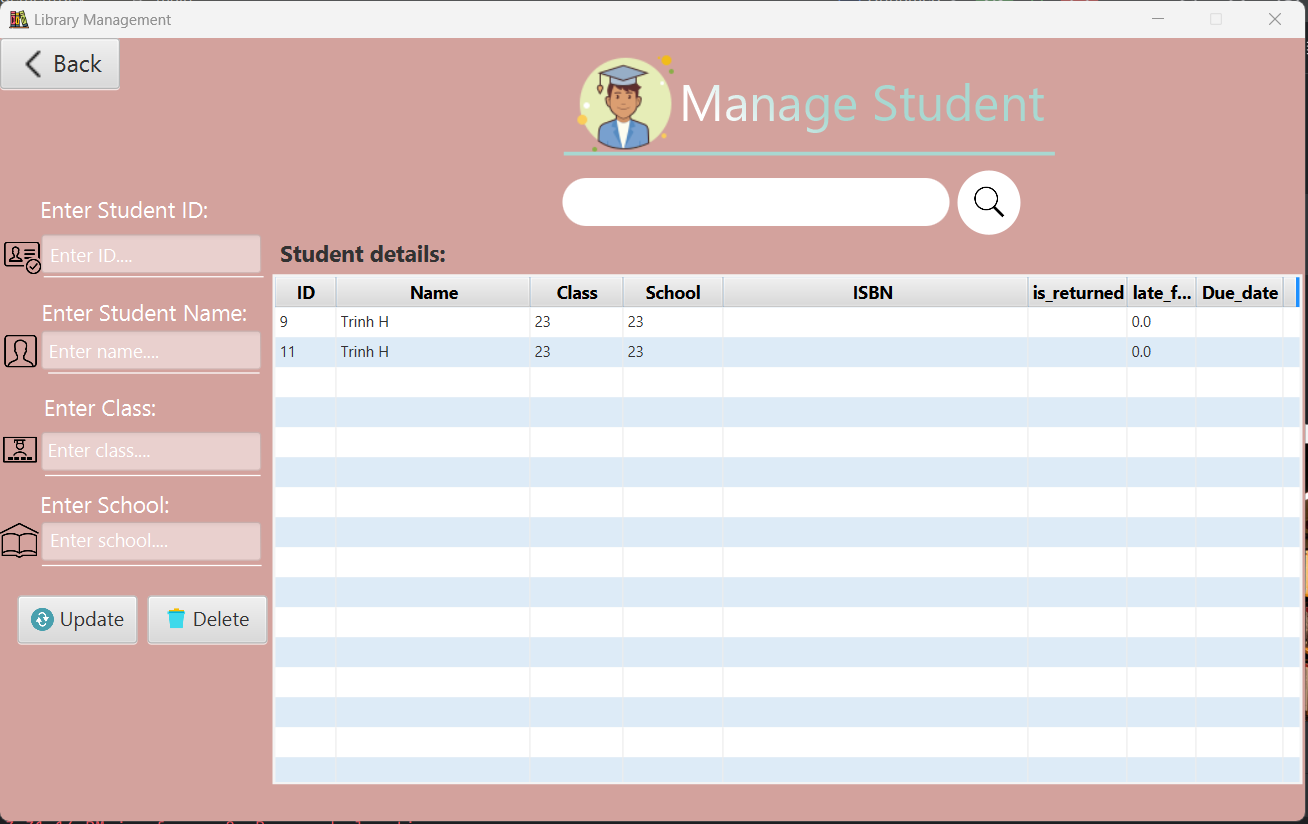 Library Management
Back
Manage Student
Enter Student ID:
Enter ID....
Enter Student Name:
Enter name....
Enter Class:
Enter class....
Enter School:
Enter school....
Update Delete
Student details:
ID Name Class School ISBN is_returned late_f... Due_date
9 Trinh H 23 23 0.0
11 Trinh H 23 23 0.0